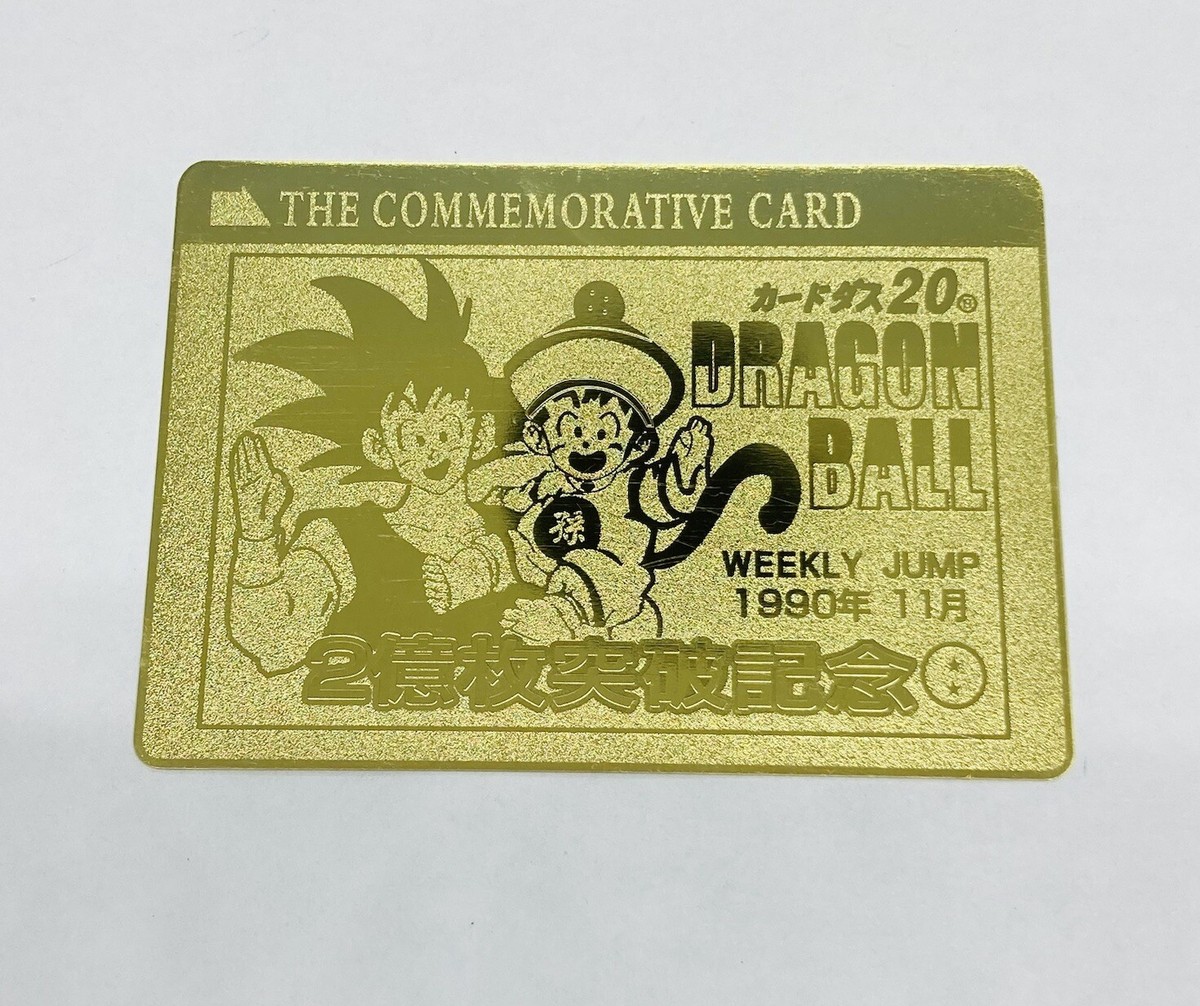 THE COMMEMORATIVE CARD
カードダス20®
DRAGON
BALL
孫
WEEKLY JUMP
1990年 11月
2億枚突破記念